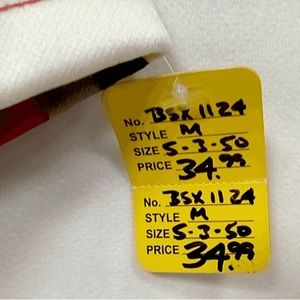 No. BSX 1124
STYLE M
SIZE 5-3-50
PRICE 34.99
No. BSX 1124
STYLE M
SIZE 5-3-50
PRICE 34.99